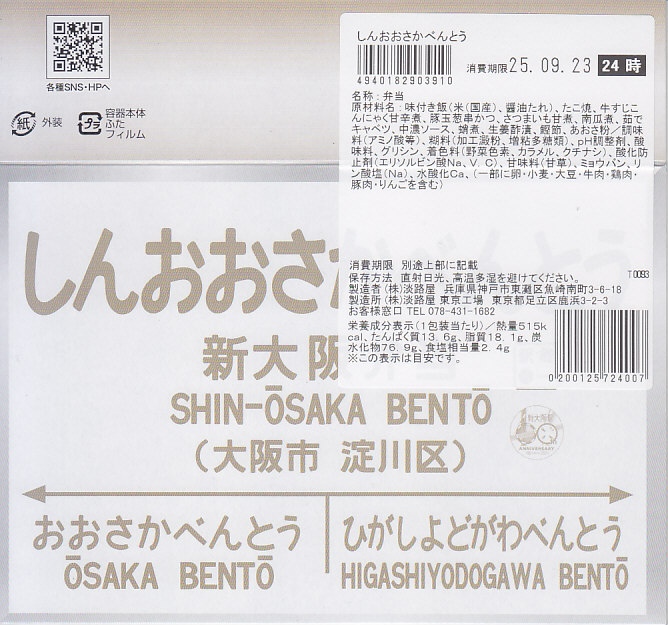 各種SNS・HPへ
紙 外装
プラ 容器本体
ふた
フィルム
しんおおさかべんとう
4940182903910
消費期限 25.09.23 24時
名称:弁当
原材料名:味付き飯(米(国産)、醤油たれ)、たこ焼、牛すじこ
んにゃく甘辛煮、豚玉葱串かつ、さつまいも甘煮、南瓜煮、茹で
キャベツ、中濃ソース、蛸煮、生姜酢漬、鰹節、あおさ粉/調味
料(アミノ酸等)、糊料(加工澱粉、増粘多糖類)、pH調整剤、酸
味料、グリシン、着色料(野菜色素、カラメル、クチナシ)、酸化防
止剤(エリソルビン酸Na、V.C)、甘味料(甘草)、ミョウバン、リ
ン酸塩(Na)、水酸化Ca、(一部に卵・小麦・大豆・牛肉・鶏肉・
豚肉・りんごを含む)
消費期限 別途上部に記載
保存方法 直射日光、高温多湿を避けてください。
製造者(株)淡路屋 兵庫県神戸市東灘区魚崎南町3-6-18
製造所(株)淡路屋 東京工場 東京都足立区鹿浜3-2-3
お客様窓口 TEL 078-431-1682
T0093
栄養成分表示(1包装当たり)/熱量515k
cal、たんぱく質13.6g、脂質18.1g、炭
水化物76.9g、食塩相当量2.4g
※この表示は目安です。
0200125724007
しんおおさかべんとう
新大阪
SHIN-ŌSAKA BENTŌ
(大阪市 淀川区)
ANNIVERSARY
おおさかべんとう
ŌSAKA BENTŌ
ひがしよどがわべんとう
HIGASHIYODOGAWA BENTŌ